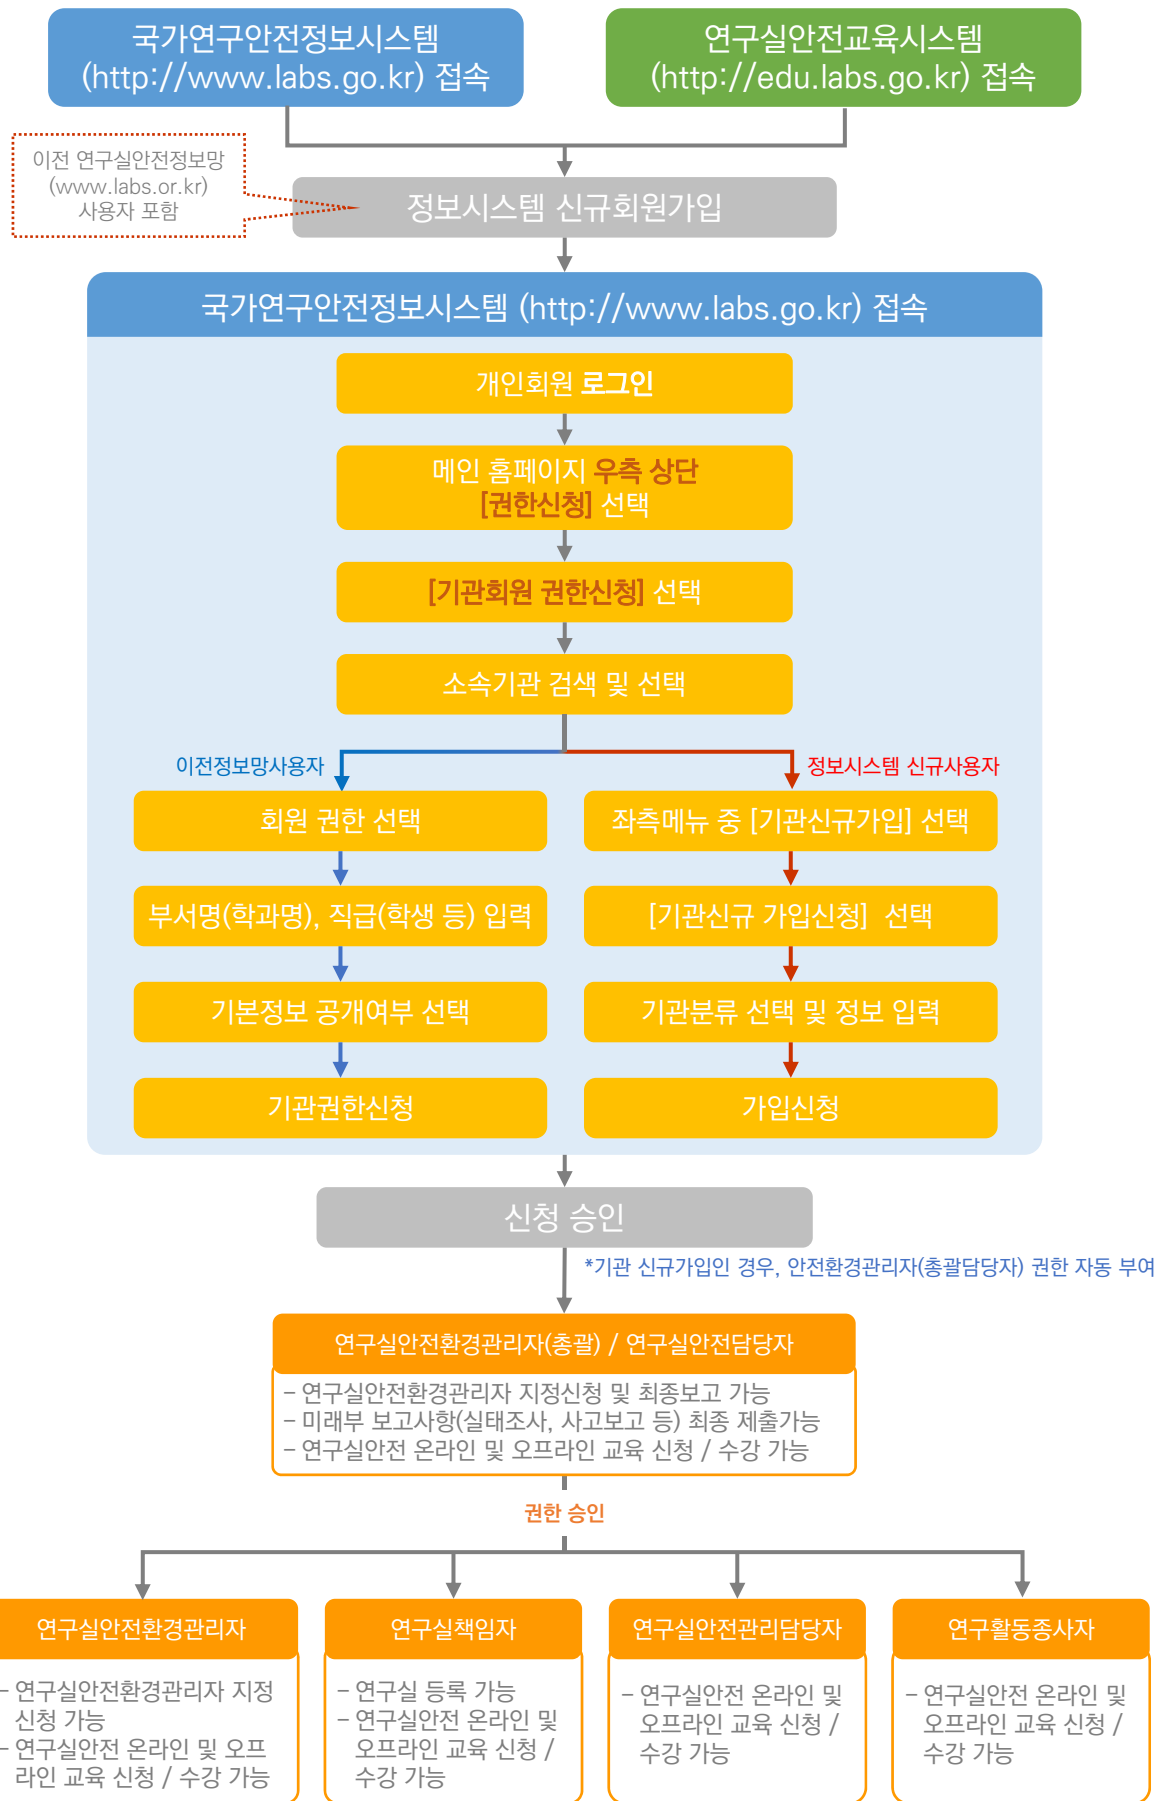 국가연구안전정보시스템
(http://www.labs.go.kr) 접속
연구실안전교육시스템
(http://edu.labs.go.kr) 접속
이전 연구실안전정보망
(www.labs.or.kr)
사용자 포함
정보시스템 신규회원가입
국가연구안전정보시스템 (http://www.labs.go.kr) 접속
개인회원 로그인
메인 홈페이지 우측 상단
[권한신청] 선택
[기관회원 권한신청] 선택
소속기관 검색 및 선택
이전정보망사용자
정보시스템 신규사용자
회원 권한 선택
좌측메뉴 중 [기관신규가입] 선택
부서명(학과명), 직급(학생 등) 입력
[기관신규 가입신청] 선택
기본정보 공개여부 선택
기관분류 선택 및 정보 입력
기관권한신청
가입신청
신청 승인
*기관 신규가입인 경우, 안전환경관리자(총괄담당자) 권한 자동 부여
연구실안전환경관리자(총괄) / 연구실안전담당자
- 연구실안전환경관리자 지정신청 및 최종보고 가능
- 미래부 보고사항(실태조사, 사고보고 등) 최종 제출가능
- 연구실안전 온라인 및 오프라인 교육 신청 / 수강 가능
권한 승인
연구실안전환경관리자
- 연구실안전환경관리자 지정
신청 가능
- 연구실안전 온라인 및 오프
라인 교육 신청 / 수강 가능
연구실책임자
- 연구실 등록 가능
- 연구실안전 온라인 및
오프라인 교육 신청 /
수강 가능
연구실안전관리담당자
- 연구실안전 온라인 및
오프라인 교육 신청 /
수강 가능
연구활동종사자
- 연구실안전 온라인 및
오프라인 교육 신청 /
수강 가능